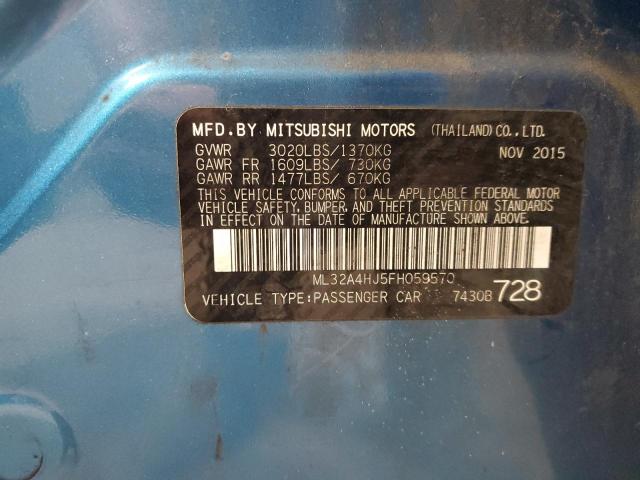 MFD. BY MITSUBISHI MOTORS (THAILAND) CO., LTD.
GVWR 3020LBS/1370KG NOV 2015
GAWR FR 1609LBS/ 730KG
GAWR RR 1477LBS/ 670KG
THIS VEHICLE CONFORMS TO ALL APPLICABLE FEDERAL MOTOR
VEHICLE SAFETY, BUMPER, AND THEFT PREVENTION STANDARDS
IN EFFECT ON THE DATE OF MANUFACTURE SHOWN ABOVE.
ML32A4HJ5FH059570
VEHICLE TYPE:PASSENGER CAR 7430B 728